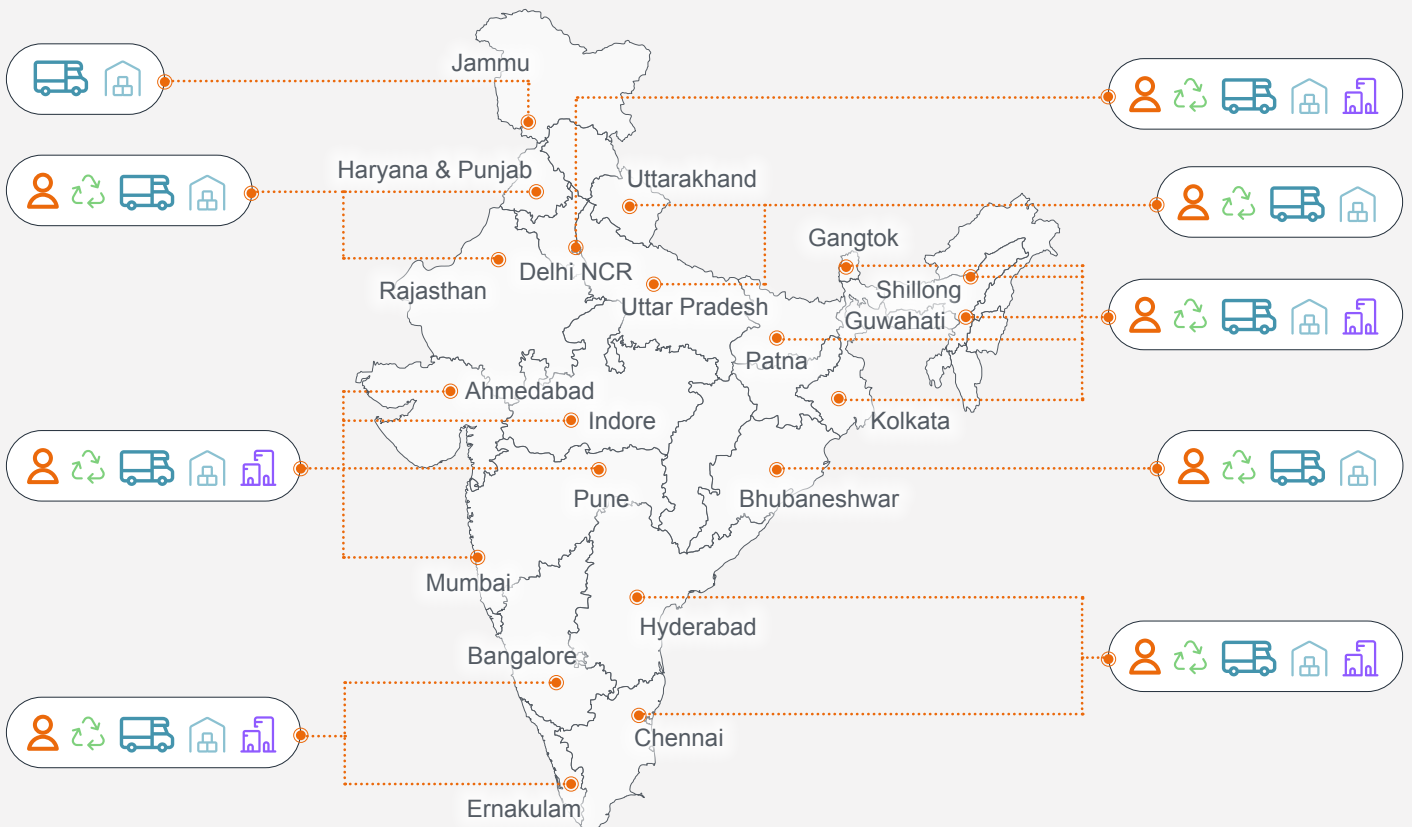 Jammu
Haryana & Punjab
Uttarakhand
Gangtok
Delhi NCR
Rajasthan
Shillong
Uttar Pradesh
Guwahati
Patna
Ahmedabad
Indore
Kolkata
Pune
Bhubaneshwar
Mumbai
Hyderabad
Bangalore
Chennai
Ernakulam